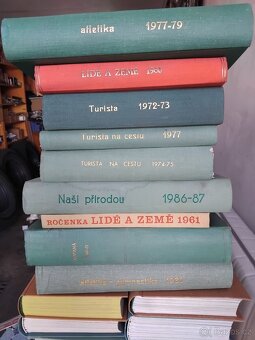 atletika 1977-79
LIDÉ A ZEMĚ
Turista 1972-73
Turista na cestu 1977
TURISTA NA CESTU 1974-75
Naší přírodou 1986-87
ROČENKA LIDÉ A ZEMĚ 1961